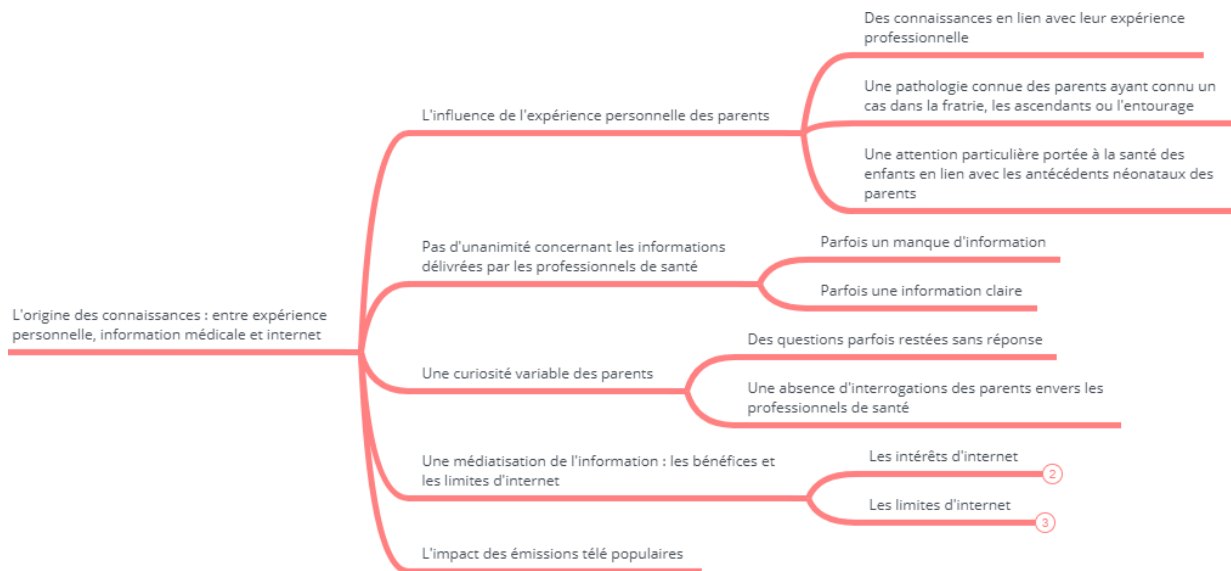 L'origine des connaissances : entre expérience
personnelle, information médicale et internet
L'influence de l'expérience personnelle des parents
Des connaissances en lien avec leur expérience
professionnelle
Une pathologie connue des parents ayant connu un
cas dans la fratrie, les ascendants ou l'entourage
Une attention particulière portée à la santé des
enfants en lien avec les antécédents néonataux des
parents
Pas d'unanimité concernant les informations
délivrées par les professionnels de santé
Parfois un manque d'information
Parfois une information claire
Une curiosité variable des parents
Des questions parfois restées sans réponse
Une absence d'interrogations des parents envers les
professionnels de santé
Une médiatisation de l'information : les bénéfices et
les limites d'internet
Les intérêts d'internet
2
Les limites d'internet
3
L'impact des émissions télé populaires